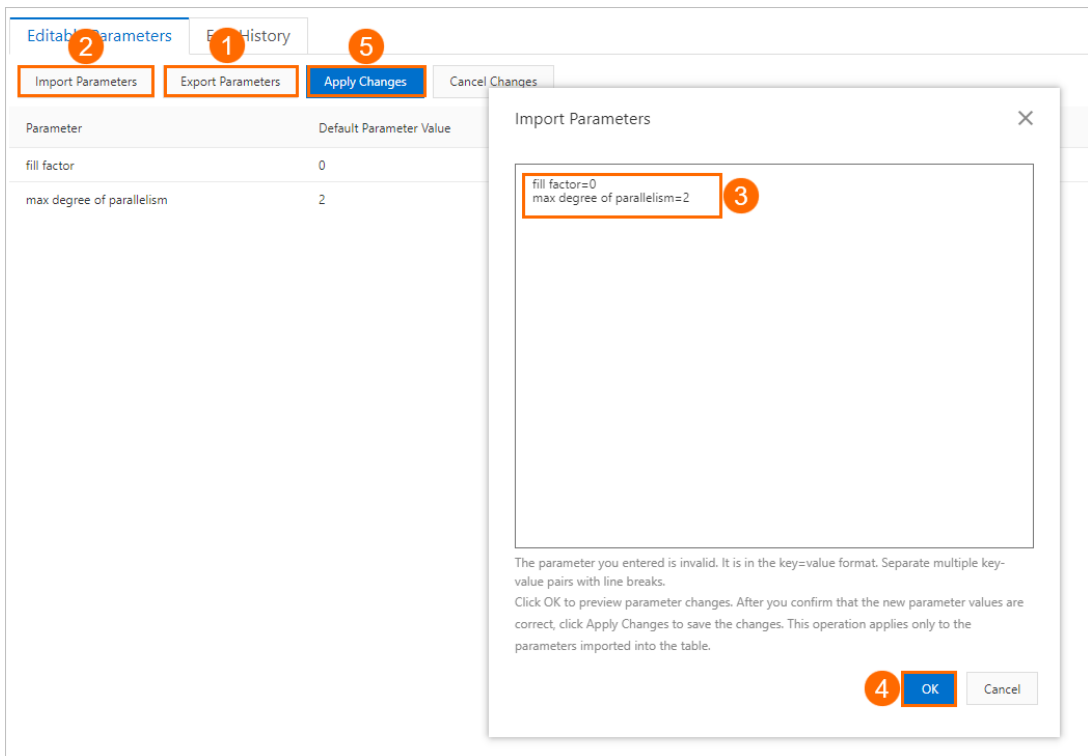 Editable Parameters
Edit History
2
1
5
Import Parameters
Export Parameters
Apply Changes
Cancel Changes
Parameter
Default Parameter Value
fill factor
0
max degree of parallelism
2
Import Parameters
fill factor=0
max degree of parallelism=2
3
The parameter you entered is invalid. It is in the key=value format. Separate multiple key-
value pairs with line breaks.
Click OK to preview parameter changes. After you confirm that the new parameter values are
correct, click Apply Changes to save the changes. This operation applies only to the
parameters imported into the table.
4
OK
Cancel